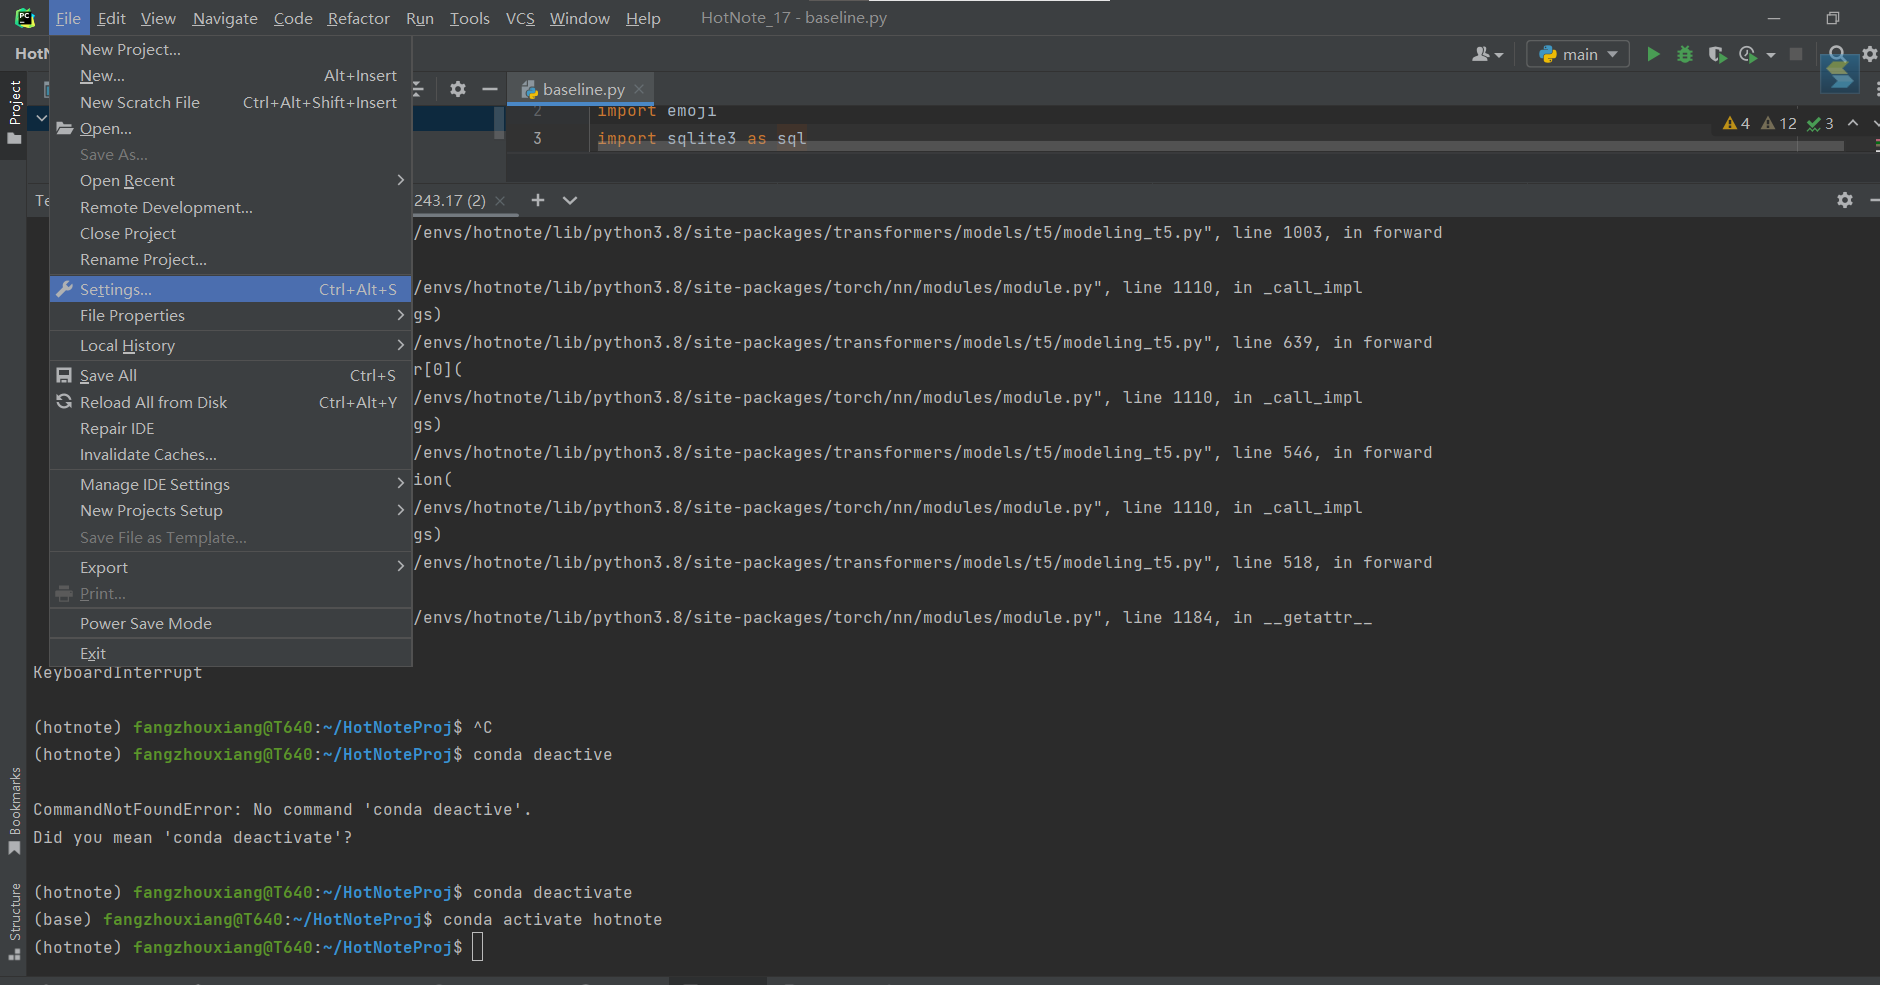 File Edit View Navigate Code Refactor Run Tools VCS Window Help HotNote_17 - baseline.py
HotN
main
New Project...
New... Alt+Insert
New Scratch File Ctrl+Alt+Shift+Insert
Open...
Save As...
Open Recent
Remote Development...
Close Project
Rename Project...
Settings... Ctrl+Alt+S
File Properties
Local History
Save All Ctrl+S
Reload All from Disk Ctrl+Alt+Y
Repair IDE
Invalidate Caches...
Manage IDE Settings
New Projects Setup
Save File as Template...
Export
Print...
Power Save Mode
Exit
Project
Bookmarks
Structure
baseline.py
2 import emoji
3 import sqlite3 as sql
4 12 3
Te 243.17 (2)
/envs/hotnote/lib/python3.8/site-packages/transformers/models/t5/modeling_t5.py", line 1003, in forward
/envs/hotnote/lib/python3.8/site-packages/torch/nn/modules/module.py", line 1110, in _call_impl
gs)
/envs/hotnote/lib/python3.8/site-packages/transformers/models/t5/modeling_t5.py", line 639, in forward
r[0](
/envs/hotnote/lib/python3.8/site-packages/torch/nn/modules/module.py", line 1110, in _call_impl
gs)
/envs/hotnote/lib/python3.8/site-packages/transformers/models/t5/modeling_t5.py", line 546, in forward
ion(
/envs/hotnote/lib/python3.8/site-packages/torch/nn/modules/module.py", line 1110, in _call_impl
gs)
/envs/hotnote/lib/python3.8/site-packages/transformers/models/t5/modeling_t5.py", line 518, in forward
/envs/hotnote/lib/python3.8/site-packages/torch/nn/modules/module.py", line 1184, in __getattr__
KeyboardInterrupt
(hotnote) fangzhouxiang@T640:~/HotNoteProj$ ^C
(hotnote) fangzhouxiang@T640:~/HotNoteProj$ conda deactive
CommandNotFoundError: No command 'conda deactive'.
Did you mean 'conda deactivate'?
(hotnote) fangzhouxiang@T640:~/HotNoteProj$ conda deactivate
(base) fangzhouxiang@T640:~/HotNoteProj$ conda activate hotnote
(hotnote) fangzhouxiang@T640:~/HotNoteProj$